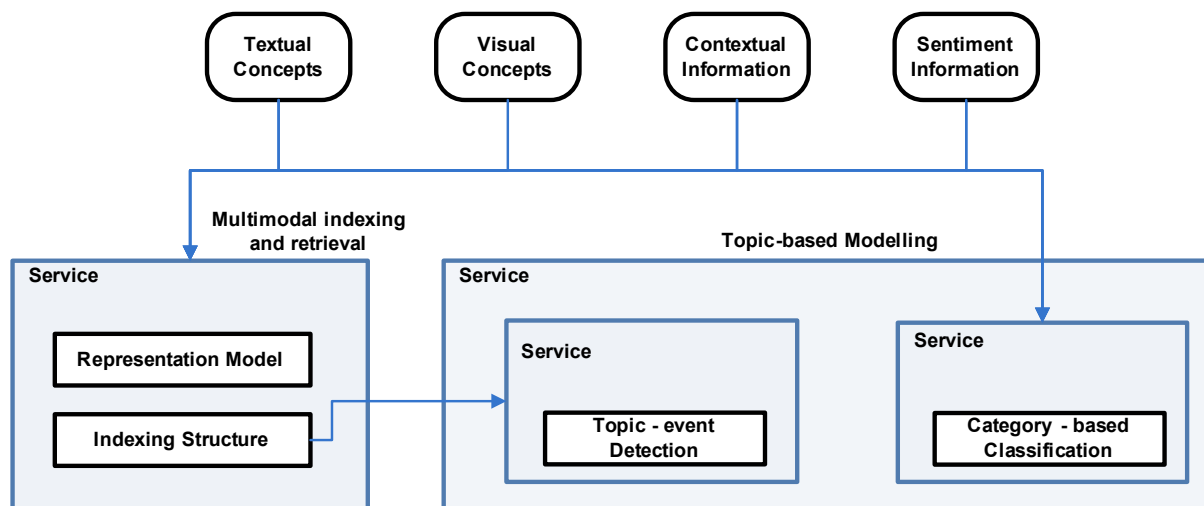 Textual
Concepts
Visual
Concepts
Contextual
Information
Sentiment
Information
Multimodal indexing
and retrieval
Topic-based Modelling
Service
Representation Model
Indexing Structure
Service
Service
Topic - event
Detection
Service
Category - based
Classification